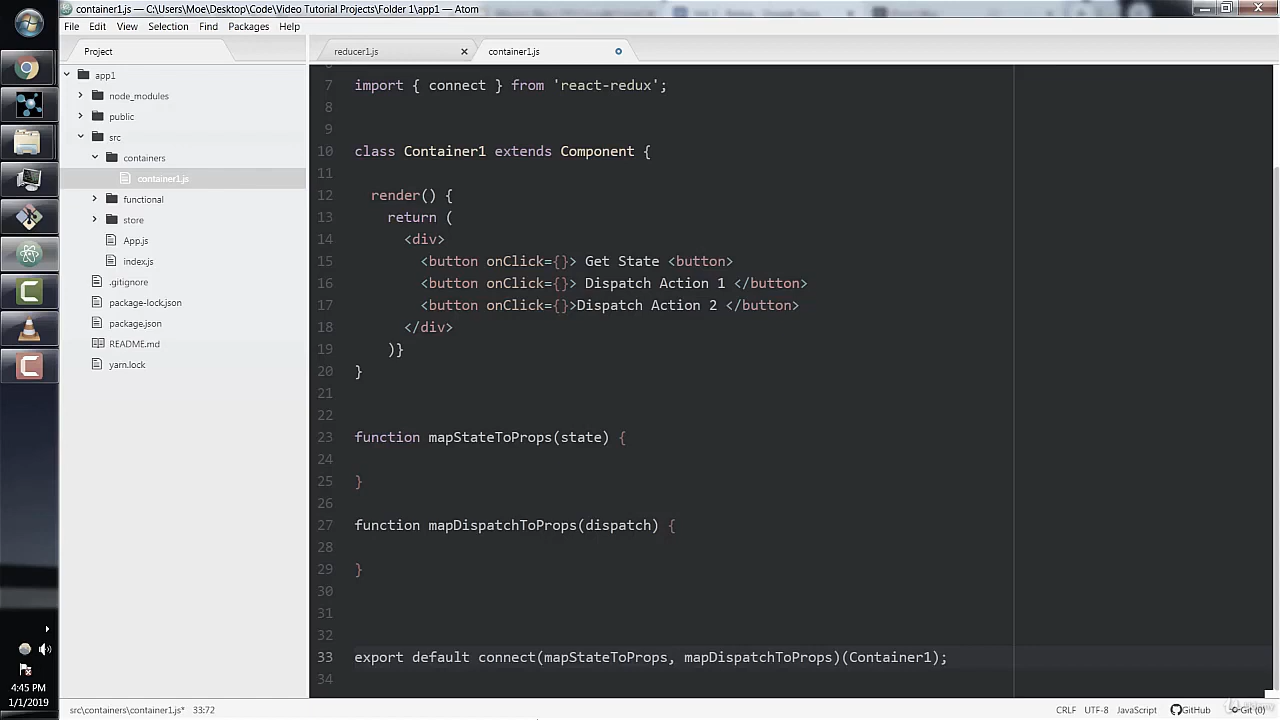 container1.js — C:\Users\Moe\Desktop\Code\Video Tutorial Projects\Folder 1\app1 — Atom
File Edit View Selection Find Packages Help
Project
reducer1.js
container1.js
app1
node_modules
public
src
containers
container1.js
functional
store
App.js
index.js
.gitignore
package-lock.json
package.json
README.md
yarn.lock
7 import { connect } from 'react-redux';
8
9
10 class Container1 extends Component {
11
12 render() {
13 return (
14 <div>
15 <button onClick={}> Get State <button>
16 <button onClick={}> Dispatch Action 1 </button>
17 <button onClick={}>Dispatch Action 2 </button>
18 </div>
19 )}
20 }
21
22
23 function mapStateToProps(state) {
24
25 }
26
27 function mapDispatchToProps(dispatch) {
28
29 }
30
31
32
33 export default connect(mapStateToProps, mapDispatchToProps)(Container1);
34
4:45 PM
1/1/2019
src\containers\container1.js* 33:72
CRLF UTF-8 JavaScript GitHub Git (0)